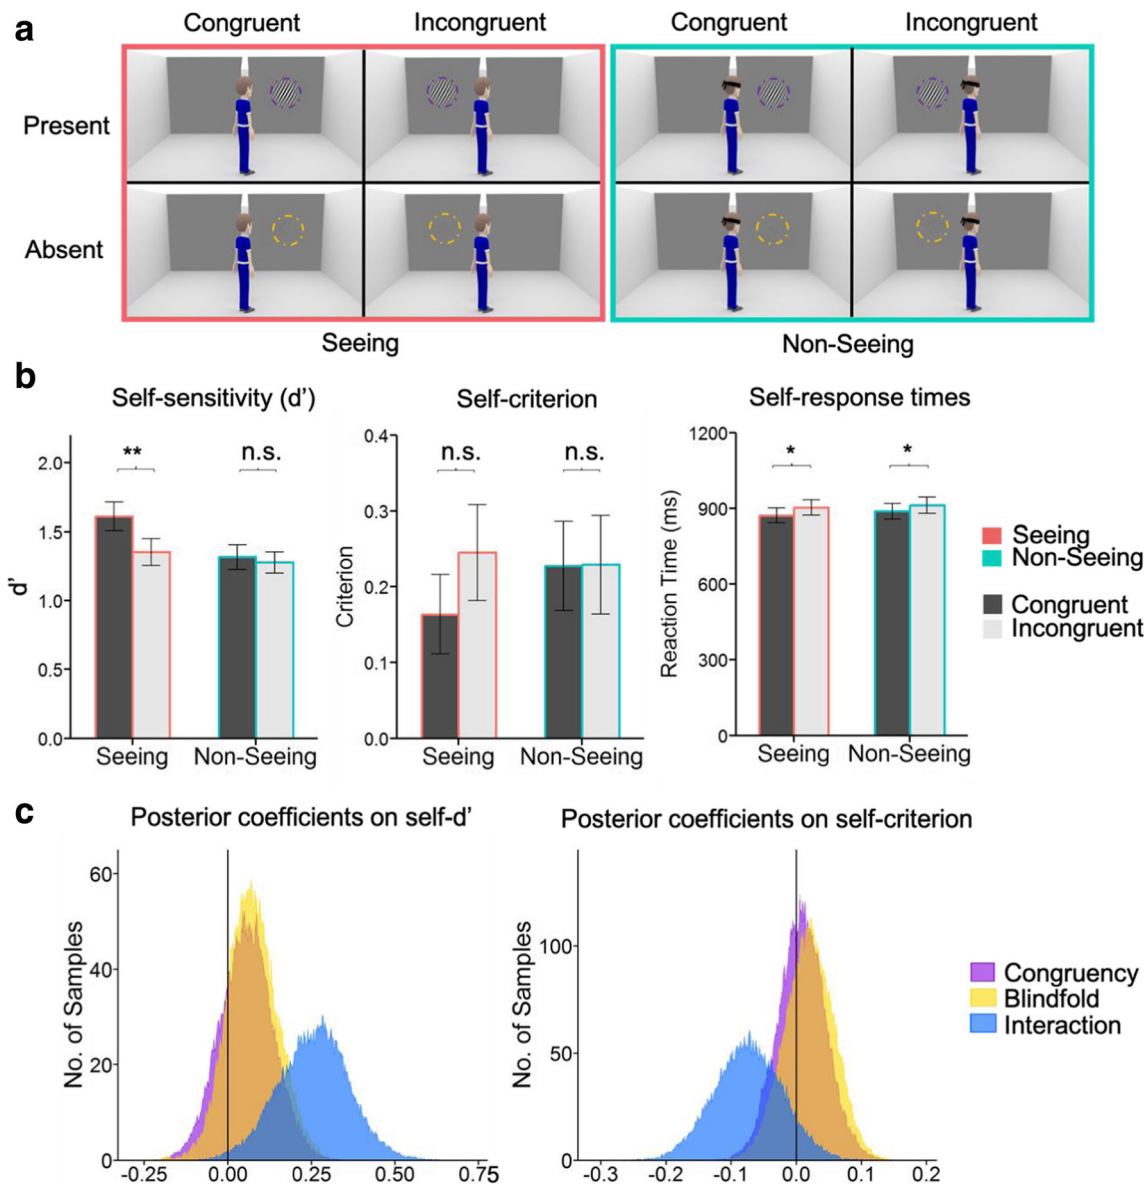 a
Congruent Incongruent Congruent Incongruent
Present
Absent
Seeing Non-Seeing
b
Self-sensitivity (d’) Self-criterion Self-response times
** n.s.
n.s. n.s.
* *
2.0
1.5
1.0
0.5
0.0
d’
Seeing Non-Seeing
0.4
0.3
0.2
0.1
0.0
Criterion
Seeing Non-Seeing
1200
900
600
300
0
Reaction Time (ms)
Seeing Non-Seeing
Seeing
Non-Seeing
Congruent
Incongruent
c
Posterior coefficients on self-d’ Posterior coefficients on self-criterion
60
40
20
0
No. of Samples
-0.25 0.00 0.25 0.50 0.75
100
50
0
No. of Samples
-0.3 -0.2 -0.1 0.0 0.1 0.2
Congruency
Blindfold
Interaction